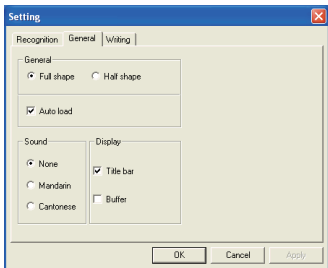 Setting
Recognition General Writing
General
Full shape Half shape
Auto load
Sound Display
None Title bar
Mandarin Buffer
Cantonese
OK Cancel Apply